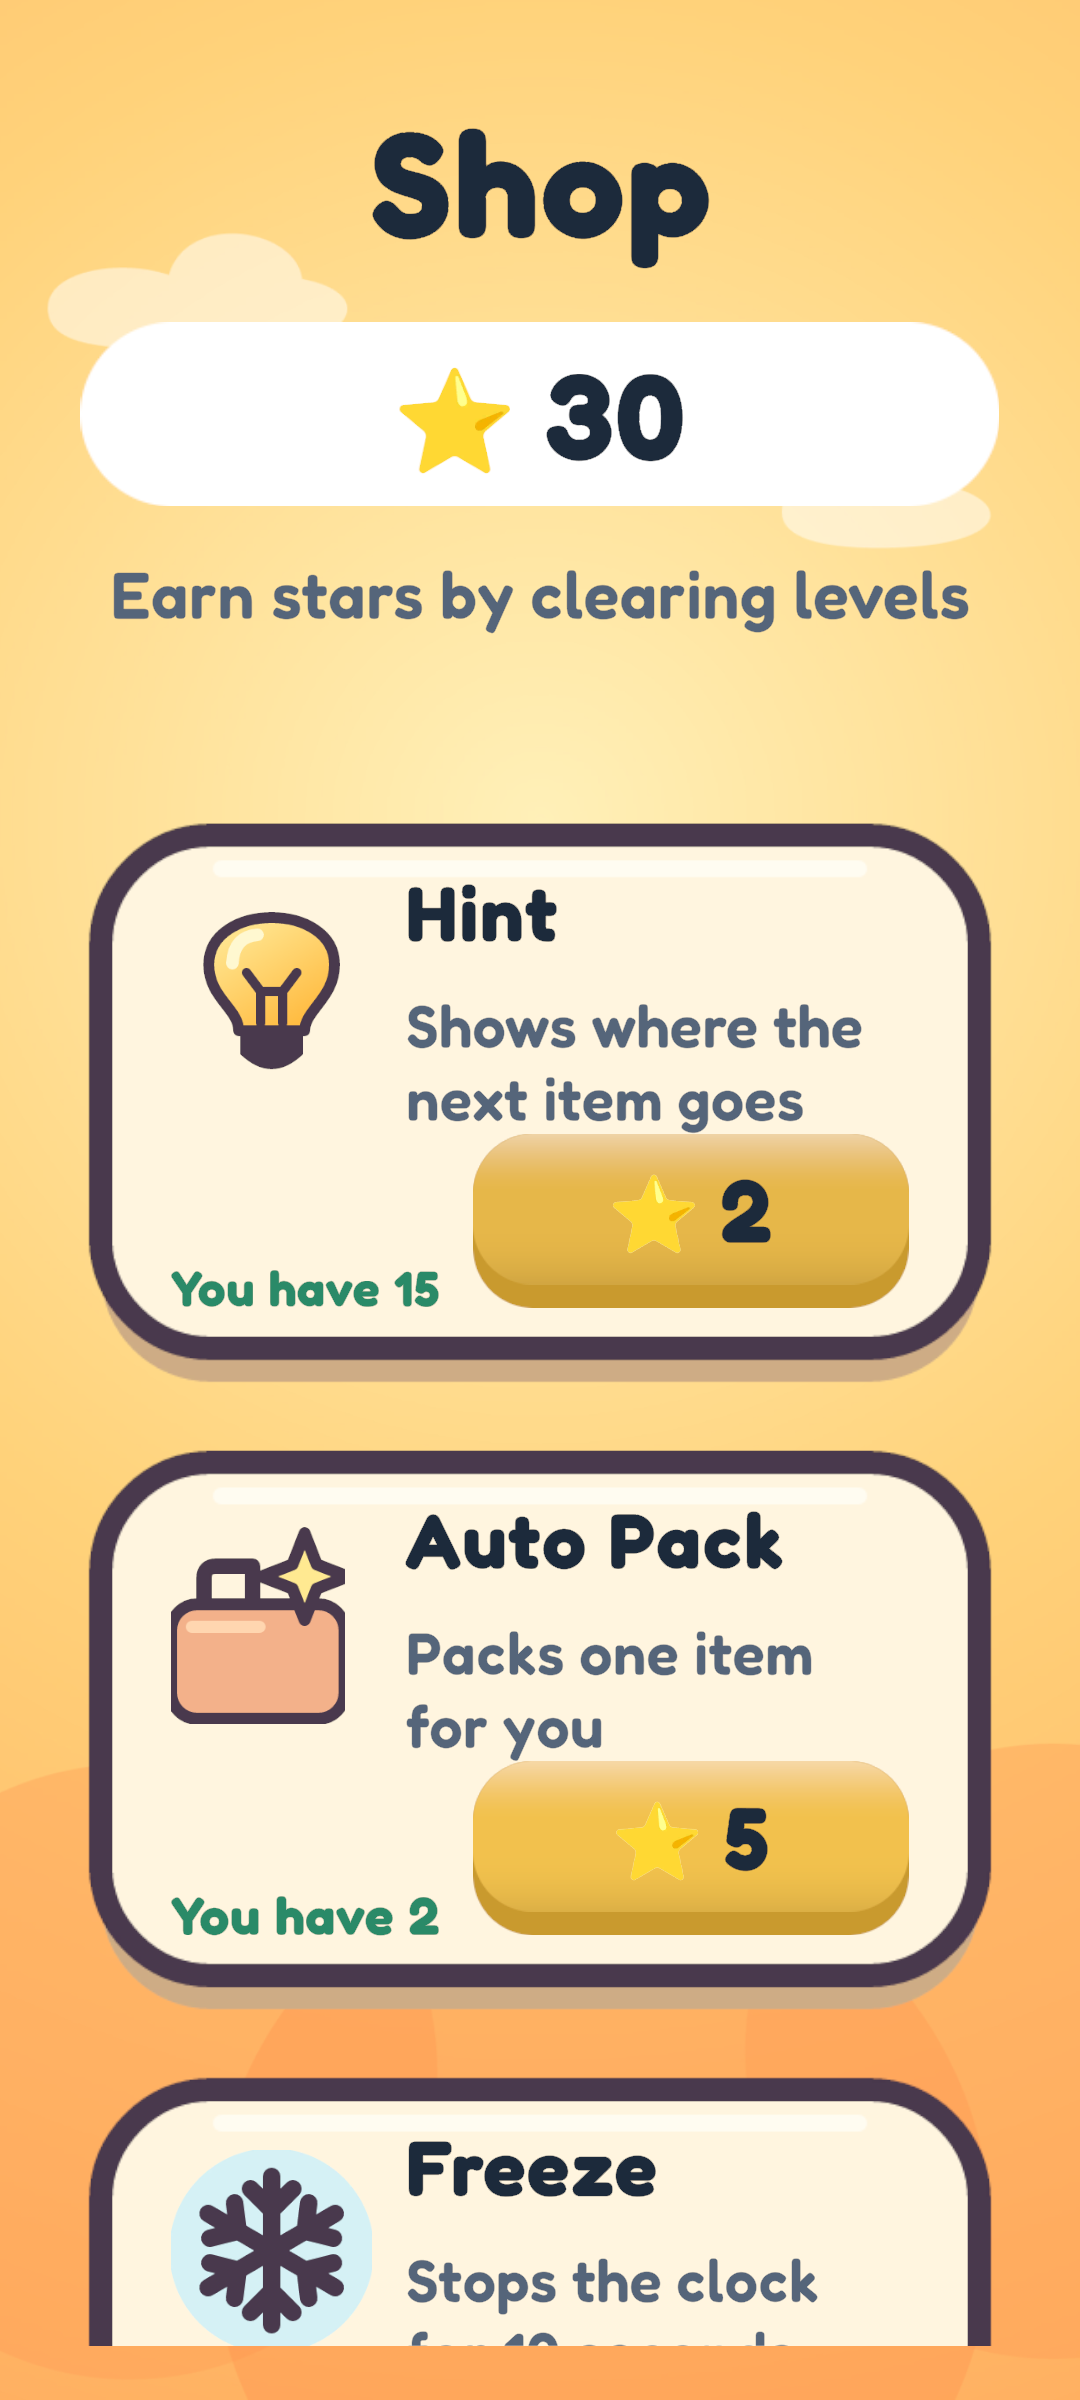 Shop
30
Earn stars by clearing levels
Hint
Shows where the
next item goes
2
You have 15
Auto Pack
Packs one item
for you
5
You have 2
Freeze
Stops the clock